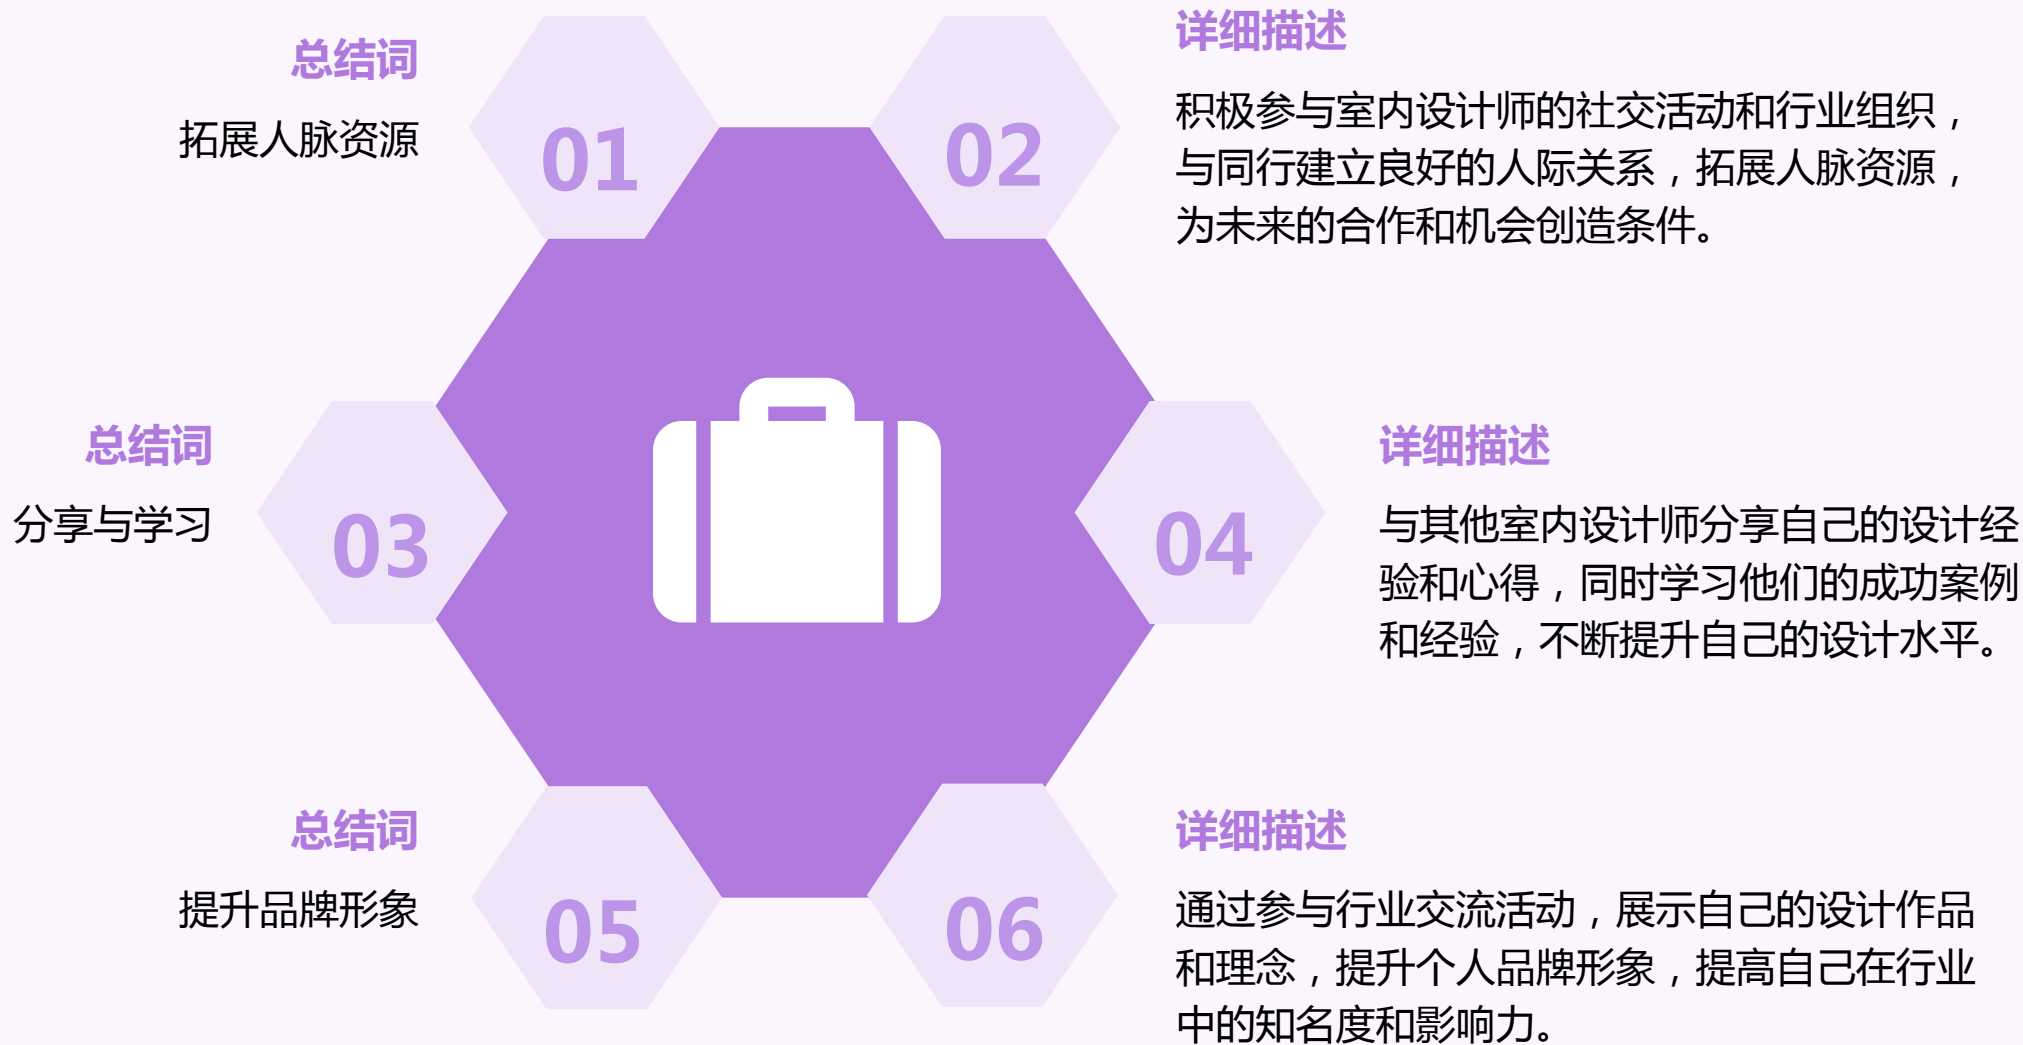 总结词
拓展人脉资源
01
02
详细描述
积极参与室内设计师的社交活动和行业组织，
与同行建立良好的人际关系，拓展人脉资源，
为未来的合作和机会创造条件。
总结词
分享与学习
03
04
详细描述
与其他室内设计师分享自己的设计经
验和心得，同时学习他们的成功案例
和经验，不断提升自己的设计水平。
总结词
提升品牌形象
05
06
详细描述
通过参与行业交流活动，展示自己的设计作品
和理念，提升个人品牌形象，提高自己在行业
中的知名度和影响力。